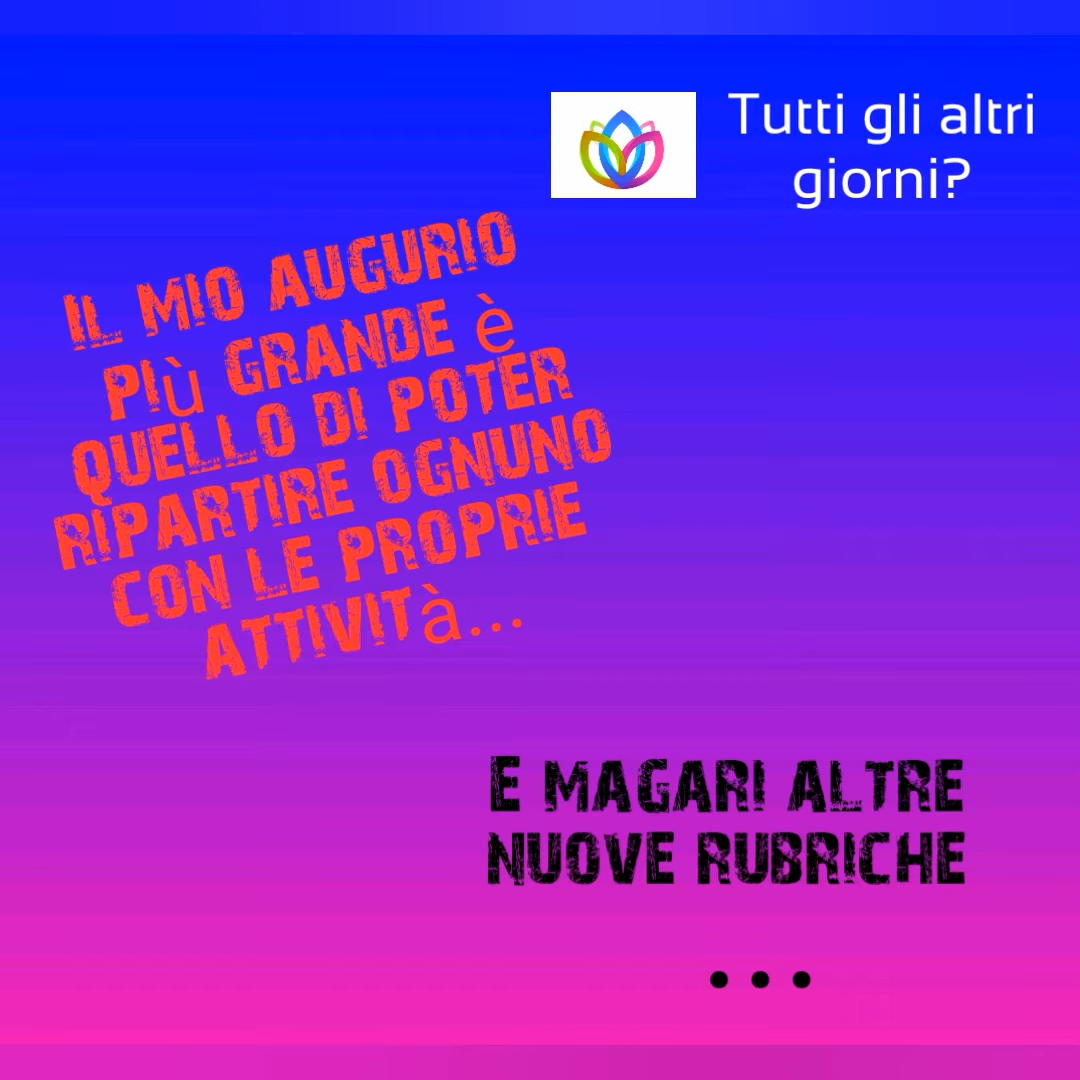 Tutti gli altri
giorni?
IL MIO AUGURIO
PIù GRANDE è
QUELLO DI POTER
RIPARTIRE OGNUNO
CON LE PROPRIE
ATTIVITà...
E MAGARI ALTRE
NUOVE RUBRICHE
...